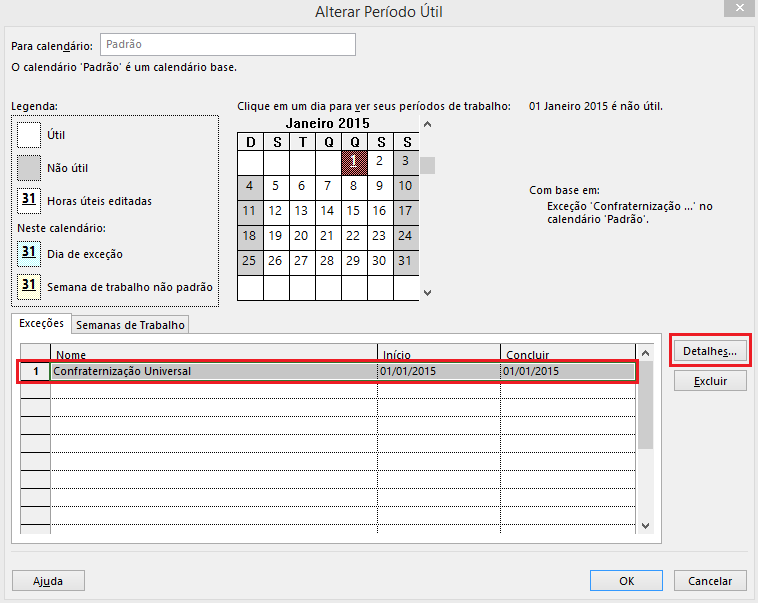 Alterar Período Útil
Para calendário: Padrão
O calendário 'Padrão' é um calendário base.
Legenda:
Útil
Não útil
31 Horas úteis editadas
Neste calendário:
31 Dia de exceção
31 Semana de trabalho não padrão
Clique em um dia para ver seus períodos de trabalho:
Janeiro 2015
D S T Q Q S S
1 2 3
4 5 6 7 8 9 10
11 12 13 14 15 16 17
18 19 20 21 22 23 24
25 26 27 28 29 30 31
01 Janeiro 2015 é não útil.
Com base em:
Exceção 'Confraternização ...' no
calendário 'Padrão'.
Exceções Semanas de Trabalho
Nome Início Concluir
1 Confraternização Universal 01/01/2015 01/01/2015
Detalhes...
Excluir
Ajuda OK Cancelar